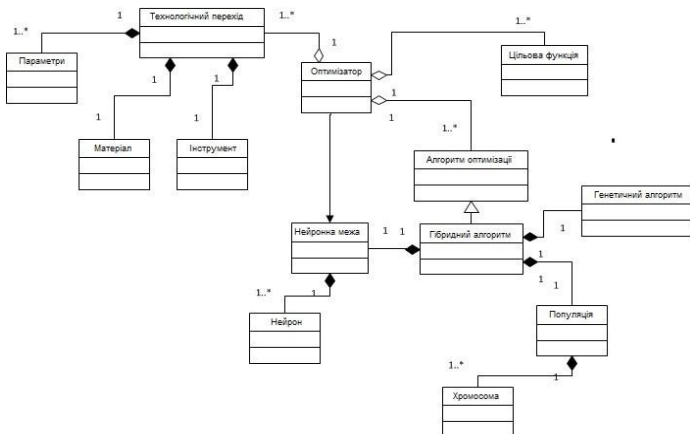 1
Технологічний перехід
1..*
1..*
1
1..*
Параметри
1
1
1
Оптимізатор
Цільова функція
1
1
1
1
1..*
Матеріал
Інструмент
Алгоритм оптимізації
Генетичний алгоритм
Нейронна межа
1
1
Гібридний алгоритм
1
1
1..*
1
1
1
Нейрон
Популяція
1..*
1
Хромосома